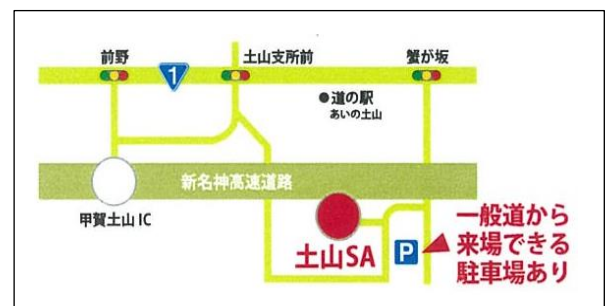 前野
土山支所前
蟹が坂
1
●道の駅
あいの土山
新名神高速道路
甲賀土山 IC
土山SA
P
一般道から
来場できる
駐車場あり